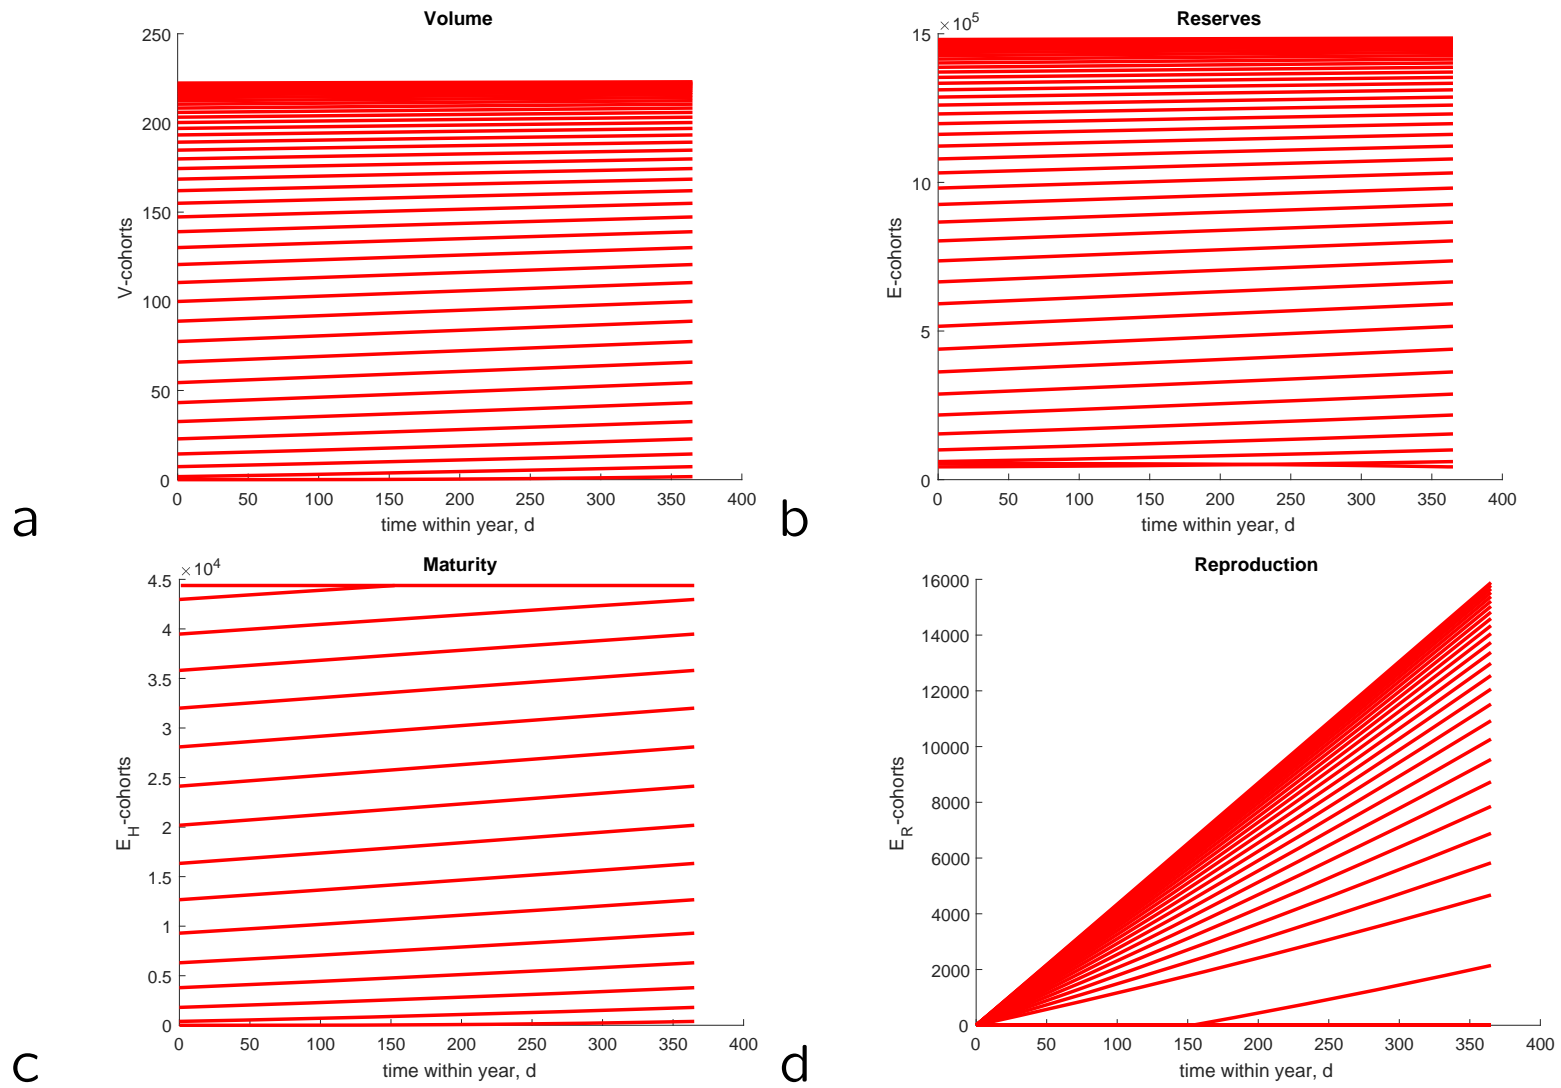 Volume
250
200
150
100
50
0
V-cohorts
0 50 100 150 200 250 300 350 400
time within year, d
a
Reserves
×10^5
15
10
5
0
E-cohorts
0 50 100 150 200 250 300 350 400
time within year, d
b
Maturity
×10^4
4.5
4
3.5
3
2.5
2
1.5
1
0.5
0
E_H-cohorts
0 50 100 150 200 250 300 350 400
time within year, d
c
Reproduction
16000
14000
12000
10000
8000
6000
4000
2000
0
E_R-cohorts
0 50 100 150 200 250 300 350 400
time within year, d
d